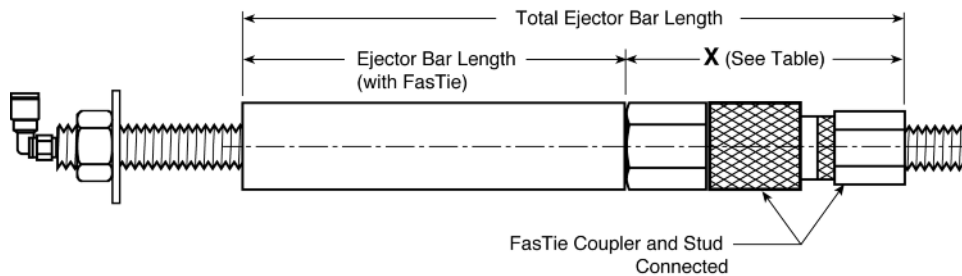 Total Ejector Bar Length
Ejector Bar Length
(with FasTie)
X (See Table)
FasTie Coupler and Stud
Connected